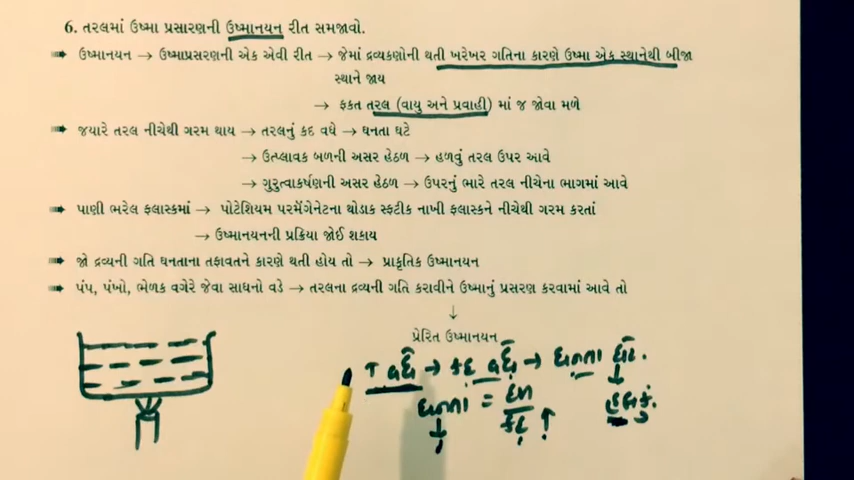 6. તરલમાં ઉષ્મા પ્રસારણની ઉષ્માનયન રીત સમજાવો.
➠ ઉષ્માનયન → ઉષ્માપ્રસરણની એક એવી રીત → જેમાં દ્રવ્યકણોની થતી ખરેખર ગતિના કારણે ઉષ્મા એક સ્થાનેથી બીજા
સ્થાને જાય
→ ફકત તરલ (વાયુ અને પ્રવાહી) માં જ જોવા મળે
➠ જયારે તરલ નીચેથી ગરમ થાય → તરલનું કદ વધે → ઘનતા ઘટે
→ ઉત્પ્લાવક બળની અસર હેઠળ → હળવું તરલ ઉપર આવે
→ ગુરુત્વાકર્ષણની અસર હેઠળ → ઉપરનું ભારે તરલ નીચેના ભાગમાં આવે
➠ પાણી ભરેલ ફલાસ્કમાં → પોટેશિયમ પરમૅંગેનેટના થોડાક સ્ફટીક નાખી ફલાસ્કને નીચેથી ગરમ કરતાં
→ ઉષ્માનયનની પ્રક્રિયા જોઈ શકાય
➠ જો દ્રવ્યની ગતિ ઘનતાના તફાવતને કારણે થતી હોય તો → પ્રાકૃતિક ઉષ્માનયન
➠ પંપ, પંખો, ભેળક વગેરે જેવા સાધનો વડે → તરલના દ્રવ્યની ગતિ કરાવીને ઉષ્માનું પ્રસરણ કરવામાં આવે તો
↓
પ્રેરિત ઉષ્માનયન
T વધે → કદ વધે → ઘનતા ઘટે.
ઘનતા = દળ / કદ ↑